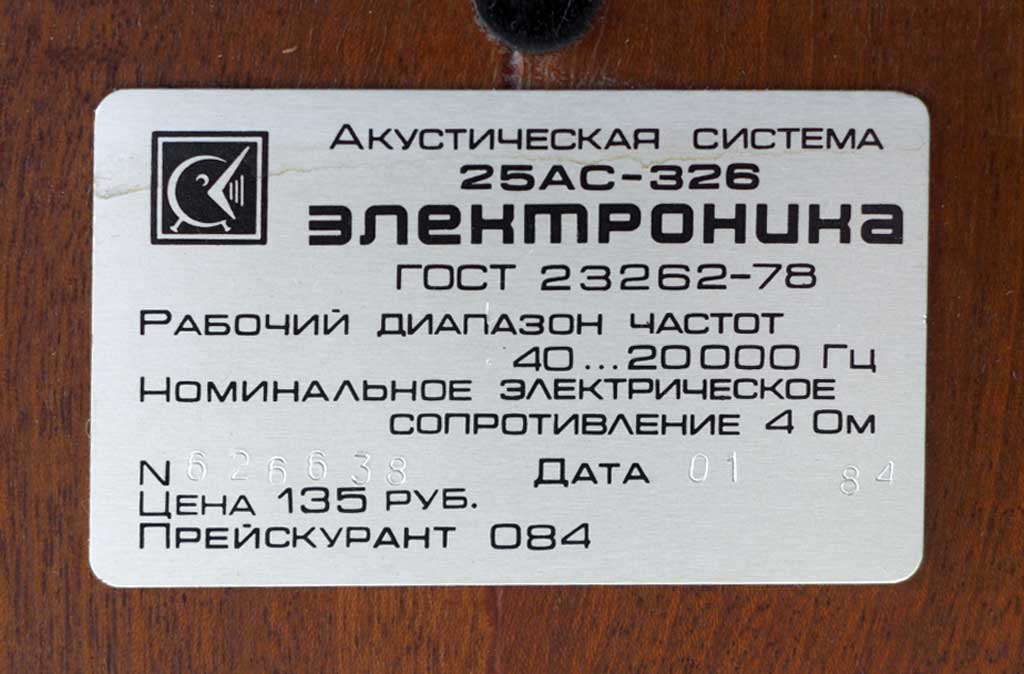 Акустическая система
25АС-326
электроника
ГОСТ 23262-78
Рабочий диапазон частот
40...20000 Гц
Номинальное электрическое
сопротивление 4 Ом
N 626638 Дата 01 84
Цена 135 руб.
Прейскурант 084